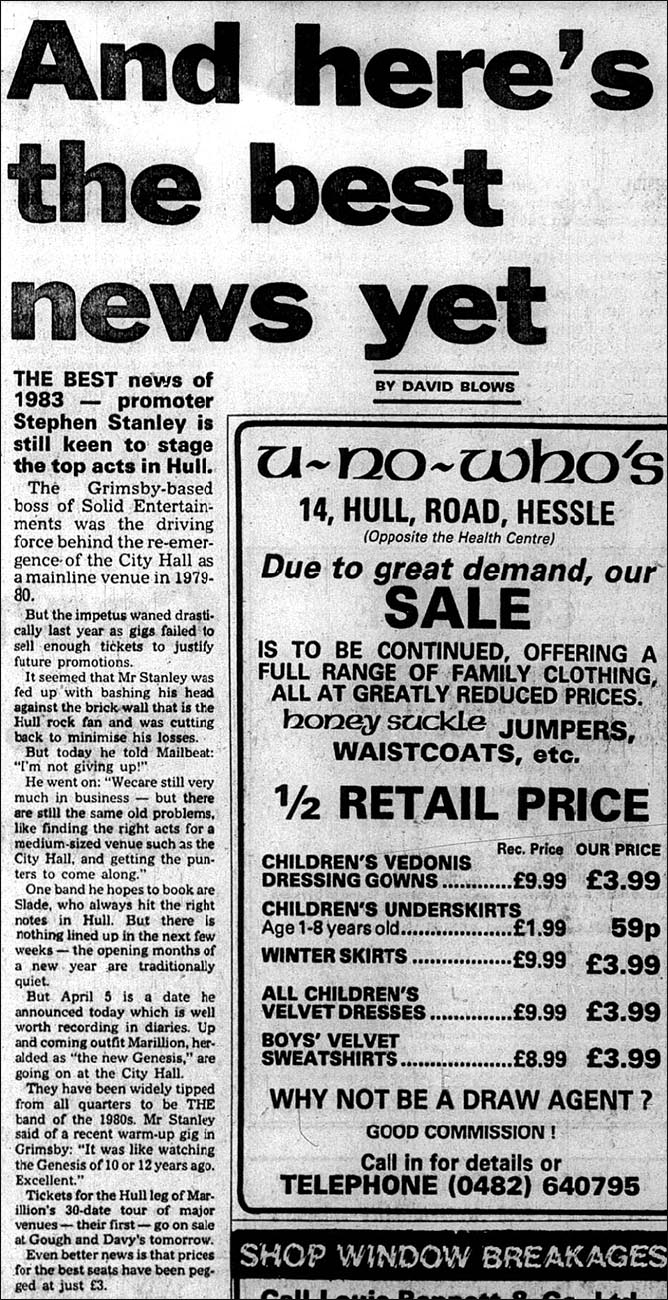 And here's
the best
news yet
BY DAVID BLOWS
THE BEST news of
1983 — promoter
Stephen Stanley is
still keen to stage
the top acts in Hull.
The Grimsby-based
boss of Solid Entertain-
ments was the driving
force behind the re-emer-
gence of the City Hall as
a mainline venue in 1979-
80.
But the impetus waned drasti-
cally last year as gigs failed to
sell enough tickets to justify
future promotions.
It seemed that Mr Stanley was
fed up with bashing his head
against the brick wall that is the
Hull rock fan and was cutting
back to minimise his losses.
But today he told Mailbeat:
"I'm not giving up!"
He went on: "Wecare still very
much in business — but there
are still the same old problems,
like finding the right acts for a
medium-sized venue such as the
City Hall, and getting the pun-
ters to come along."
One band he hopes to book are
Slade, who always hit the right
notes in Hull. But there is
nothing lined up in the next few
weeks — the opening months of
a new year are traditionally
quiet.
But April 5 is a date he
announced today which is well
worth recording in diaries. Up
and coming outfit Marillion, her-
alded as "the new Genesis," are
going on at the City Hall.
They have been widely tipped
from all quarters to be THE
band of the 1980s. Mr Stanley
said of a recent warm-up gig in
Grimsby: "It was like watching
the Genesis of 10 or 12 years ago.
Excellent."
Tickets for the Hull leg of Mar-
illion's 30-date tour of major
venues — their first — go on sale
at Gough and Davy's tomorrow.
Even better news is that prices
for the best seats have been peg-
ged at just £3.
u~no~who's
14, HULL, ROAD, HESSLE
(Opposite the Health Centre)
Due to great demand, our
SALE
IS TO BE CONTINUED, OFFERING A
FULL RANGE OF FAMILY CLOTHING,
ALL AT GREATLY REDUCED PRICES.
honey suckle JUMPERS,
WAISTCOATS, etc.
½ RETAIL PRICE
Rec. Price OUR PRICE
CHILDREN'S VEDONIS
DRESSING GOWNS ............£9.99 £3.99
CHILDREN'S UNDERSKIRTS
Age 1-8 years old....................£1.99 59p
WINTER SKIRTS ..................£9.99 £3.99
ALL CHILDREN'S
VELVET DRESSES ..............£9.99 £3.99
BOYS' VELVET
SWEATSHIRTS ....................£8.99 £3.99
WHY NOT BE A DRAW AGENT ?
GOOD COMMISSION !
Call in for details or
TELEPHONE (0482) 640795
SHOP WINDOW BREAKAGES
Call Louis Bennett & Co. Ltd